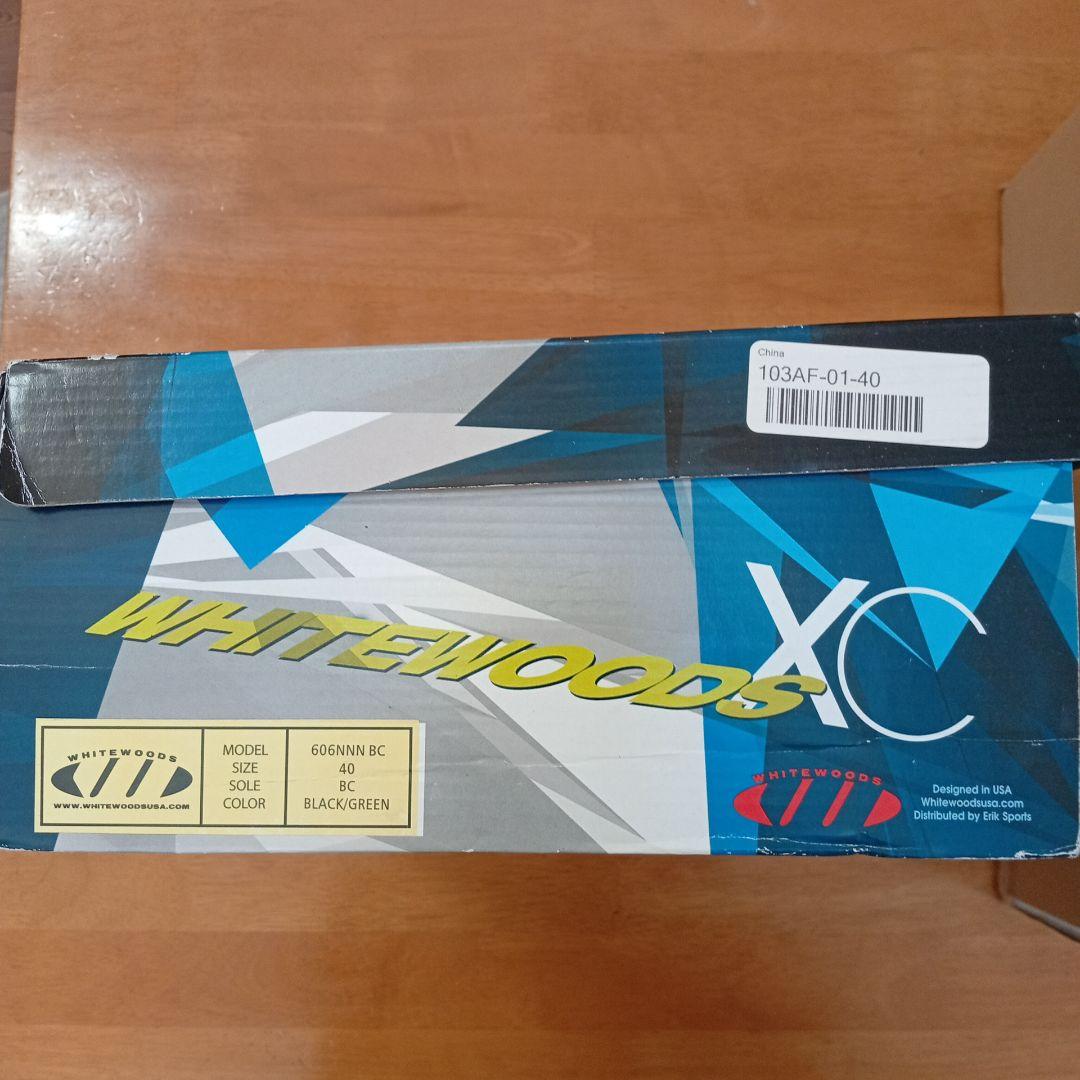 China
103AF-01-40
WHITEWOODS
XC
WHITEWOODS
WWW.WHITEWOODSUSA.COM
MODEL 606NNN BC
SIZE 40
SOLE BC
COLOR BLACK/GREEN
WHITEWOODS
Designed in USA
Whitewoodsusa.com
Distributed by Erik Sports